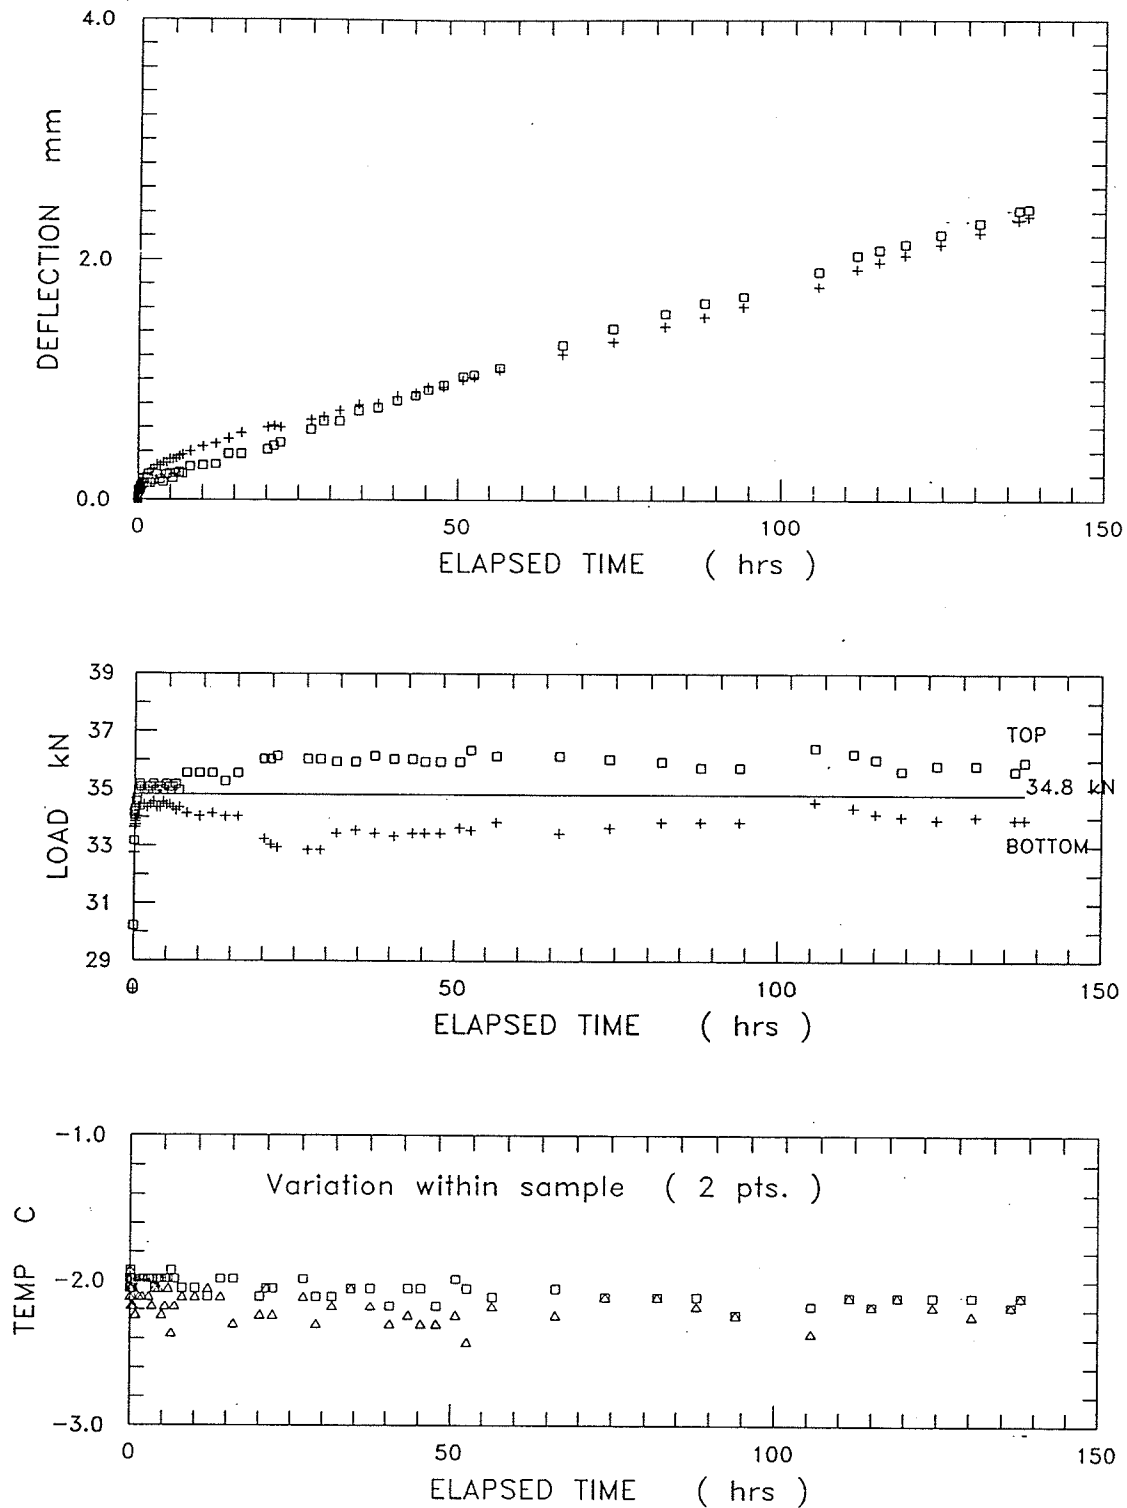 4.0
2.0
0.0
DEFLECTION mm
0 50 100 150
ELAPSED TIME ( hrs )
39
37
35
33
31
29
LOAD kN
TOP
34.8 kN
BOTTOM
0 50 100 150
ELAPSED TIME ( hrs )
-1.0
-2.0
-3.0
TEMP C
Variation within sample ( 2 pts. )
0 50 100 150
ELAPSED TIME ( hrs )